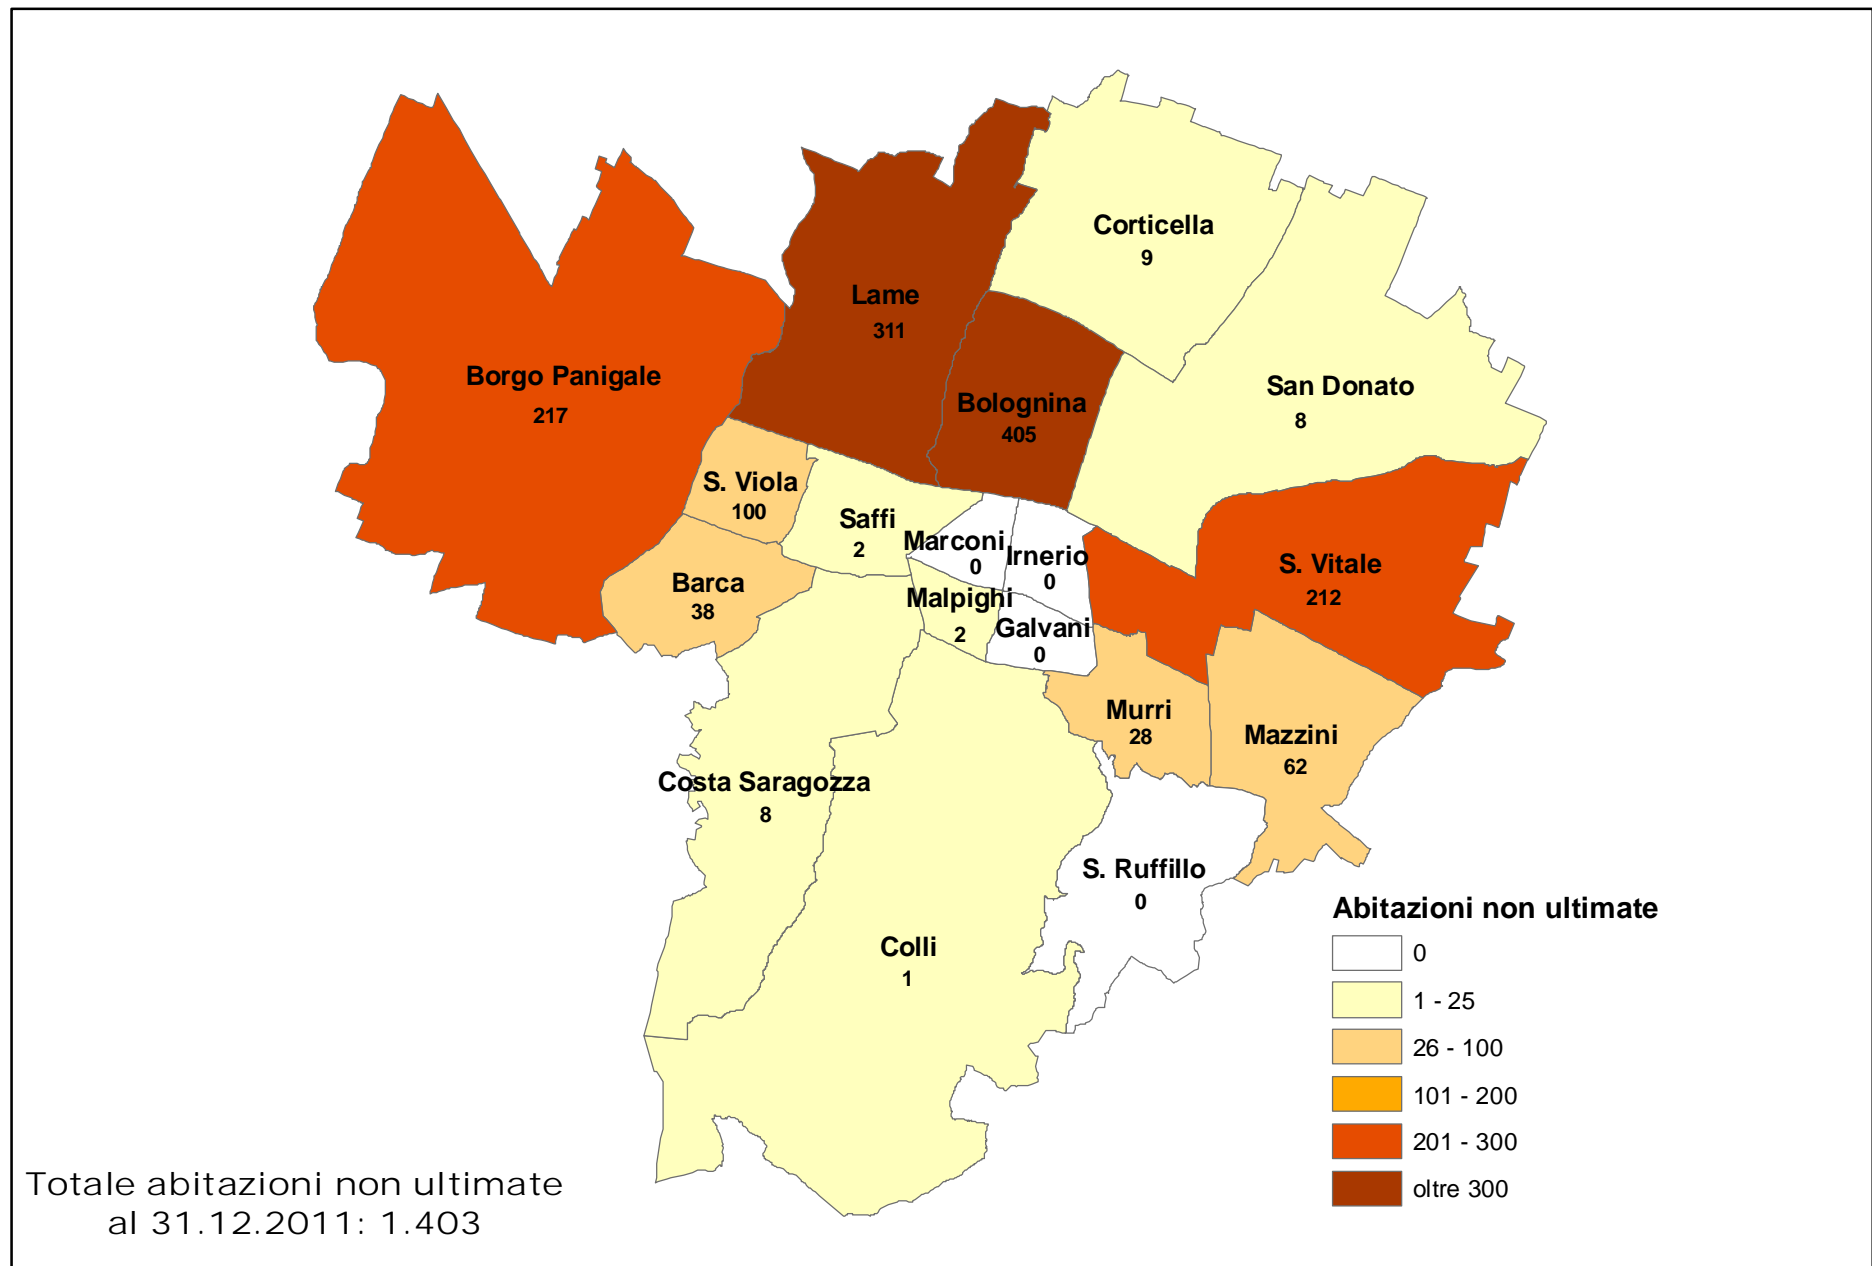 Corticella
9
Lame
311
Borgo Panigale
217
Bolognina
405
San Donato
8
S. Viola
100
Saffi
2
Marconi
0
Irnerio
0
S. Vitale
212
Barca
38
Malpighi
2
Galvani
0
Murri
28
Mazzini
62
Costa Saragozza
8
S. Ruffillo
0
Colli
1
Abitazioni non ultimate
0
1 - 25
26 - 100
101 - 200
201 - 300
oltre 300
Totale abitazioni non ultimate
al 31.12.2011: 1.403